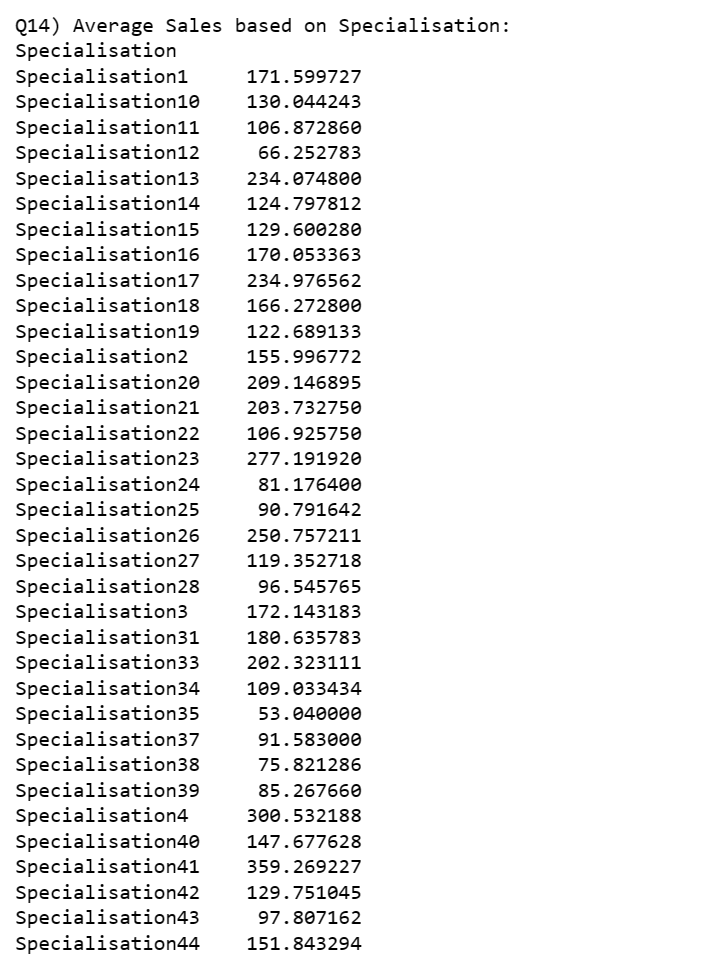 Q14) Average Sales based on Specialisation:
Specialisation
Specialisation1     171.599727
Specialisation10    130.044243
Specialisation11    106.872860
Specialisation12     66.252783
Specialisation13    234.074800
Specialisation14    124.797812
Specialisation15    129.600280
Specialisation16    170.053363
Specialisation17    234.976562
Specialisation18    166.272800
Specialisation19    122.689133
Specialisation2     155.996772
Specialisation20    209.146895
Specialisation21    203.732750
Specialisation22    106.925750
Specialisation23    277.191920
Specialisation24     81.176400
Specialisation25     90.791642
Specialisation26    250.757211
Specialisation27    119.352718
Specialisation28     96.545765
Specialisation3     172.143183
Specialisation31    180.635783
Specialisation33    202.323111
Specialisation34    109.033434
Specialisation35     53.040000
Specialisation37     91.583000
Specialisation38     75.821286
Specialisation39     85.267660
Specialisation4     300.532188
Specialisation40    147.677628
Specialisation41    359.269227
Specialisation42    129.751045
Specialisation43     97.807162
Specialisation44    151.843294